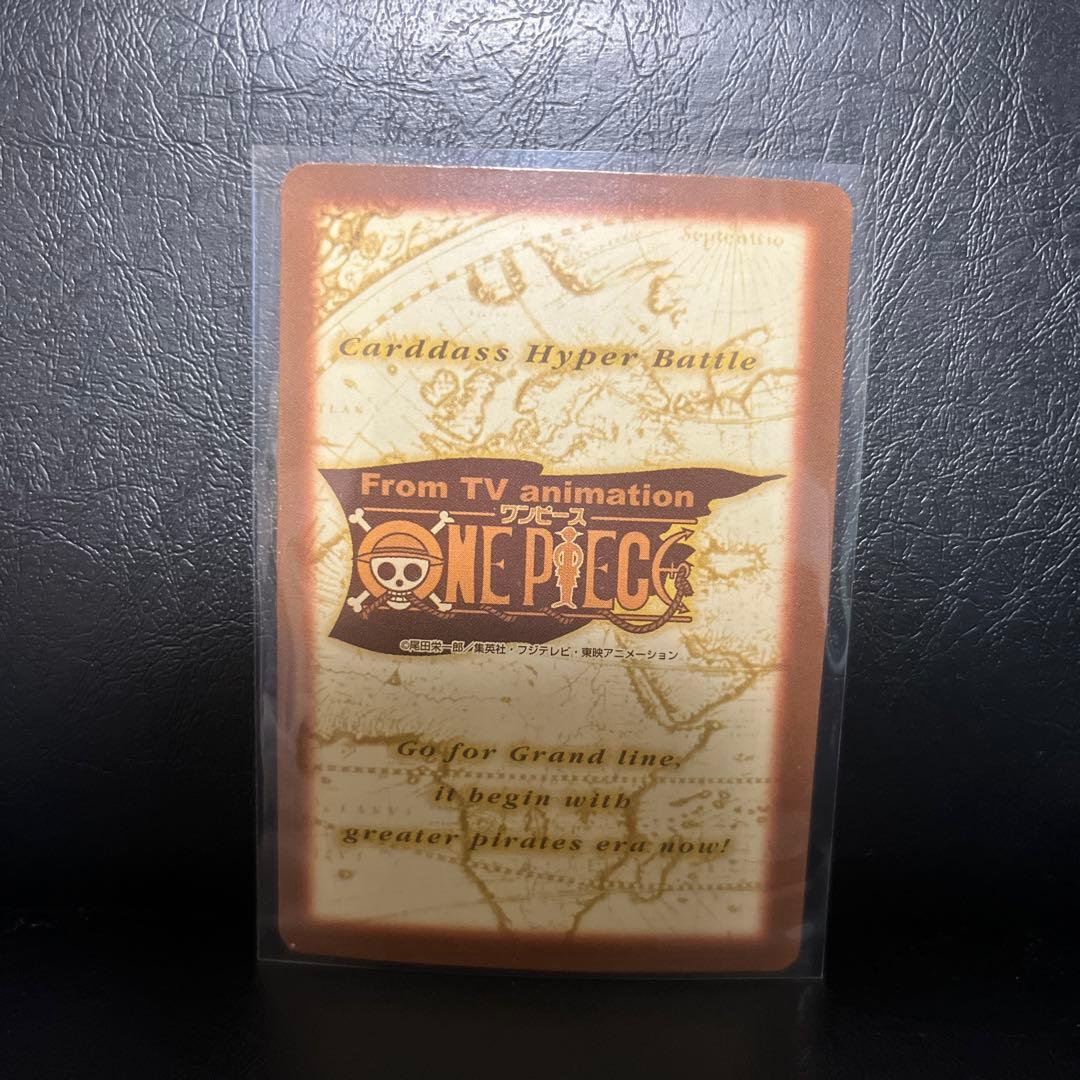 Septentrio
Carddass Hyper Battle
From TV animation
ワンピース
ONE PIECE
©尾田栄一郎／集英社・フジテレビ・東映アニメーション
Go for Grand line,
it begin with
greater pirates era now!